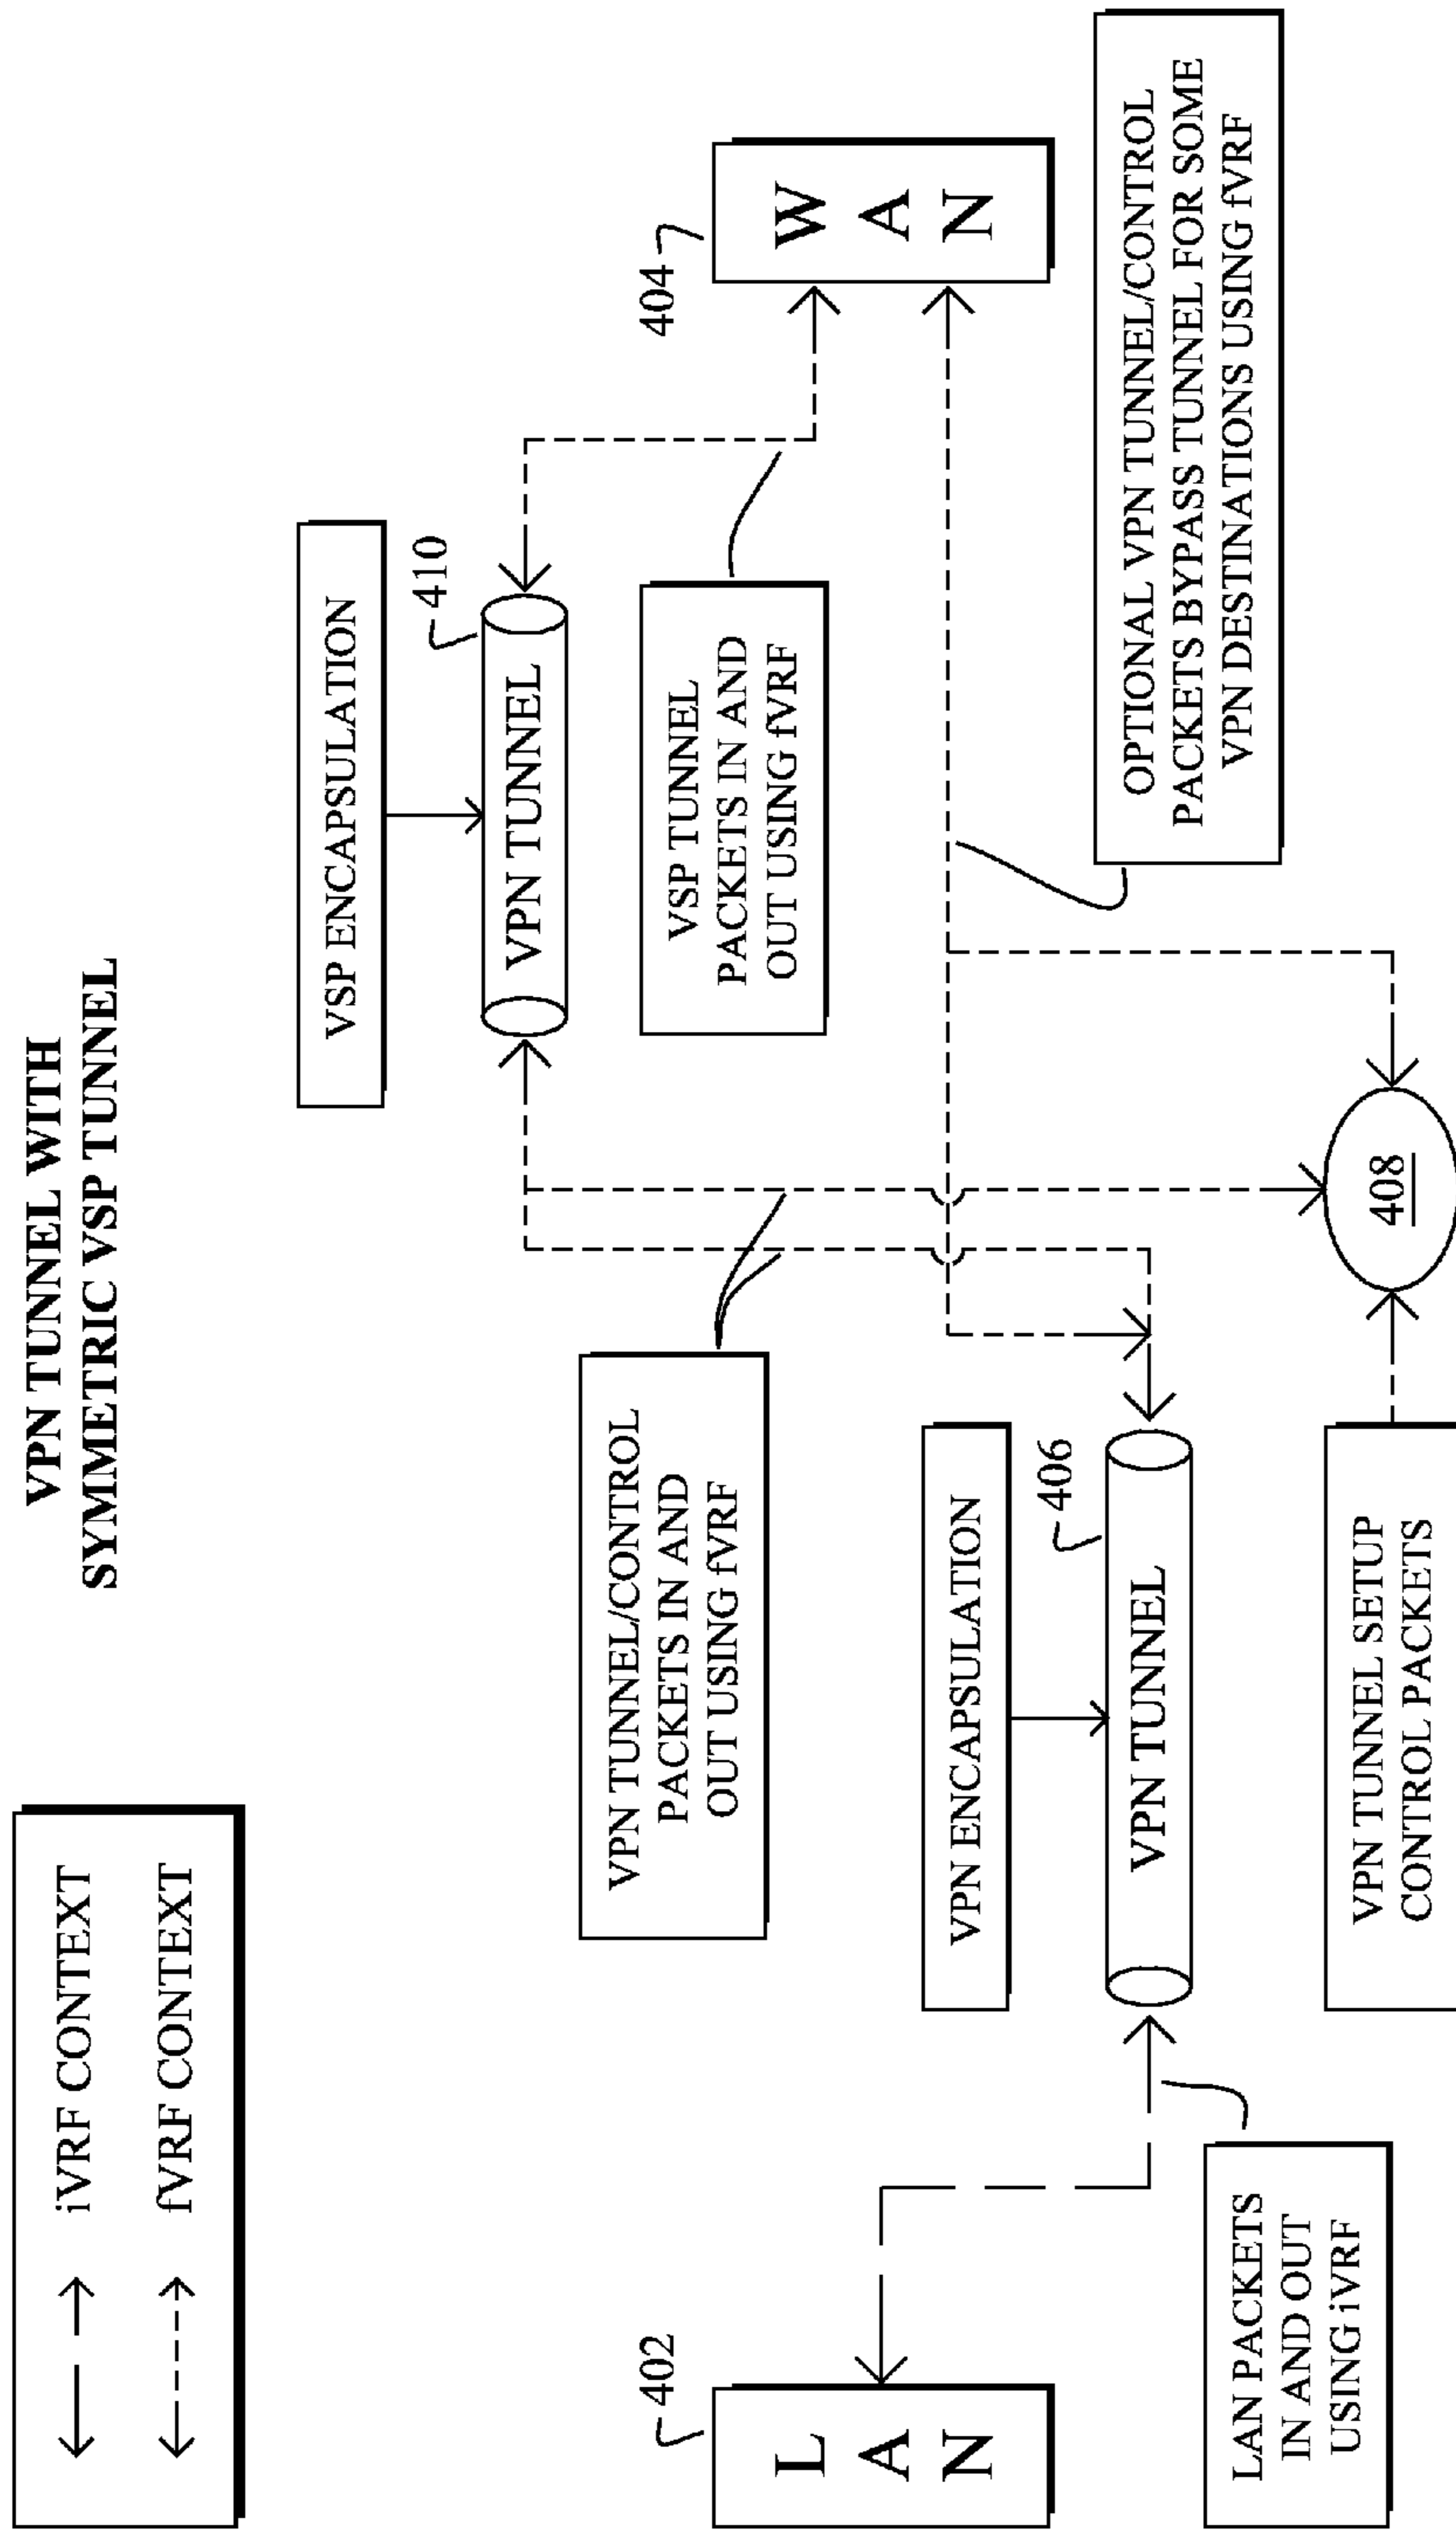 VPN TUNNEL WITH
SYMMETRIC VSP TUNNEL
iVRF CONTEXT
fVRF CONTEXT
VSP ENCAPSULATION
410
VPN TUNNEL
VPN TUNNEL/CONTROL
PACKETS IN AND
OUT USING fVRF
VSP TUNNEL
PACKETS IN AND
OUT USING fVRF
402
L
A
N
404
W
A
N
VPN ENCAPSULATION
406
VPN TUNNEL
LAN PACKETS
IN AND OUT
USING iVRF
OPTIONAL VPN TUNNEL/CONTROL
PACKETS BYPASS TUNNEL FOR SOME
VPN DESTINATIONS USING fVRF
VPN TUNNEL SETUP
CONTROL PACKETS
408